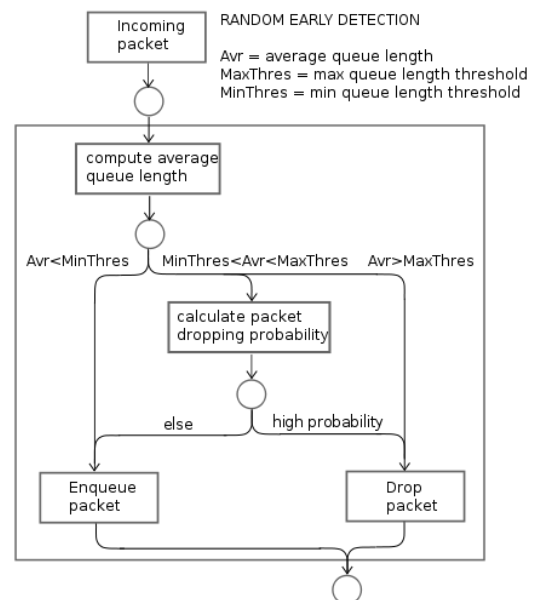 Incoming
packet
RANDOM EARLY DETECTION
Avr = average queue length
MaxThres = max queue length threshold
MinThres = min queue length threshold
compute average
queue length
Avr<MinThres
MinThres<Avr<MaxThres
Avr>MaxThres
calculate packet
dropping probability
else
high probability
Enqueue
packet
Drop
packet